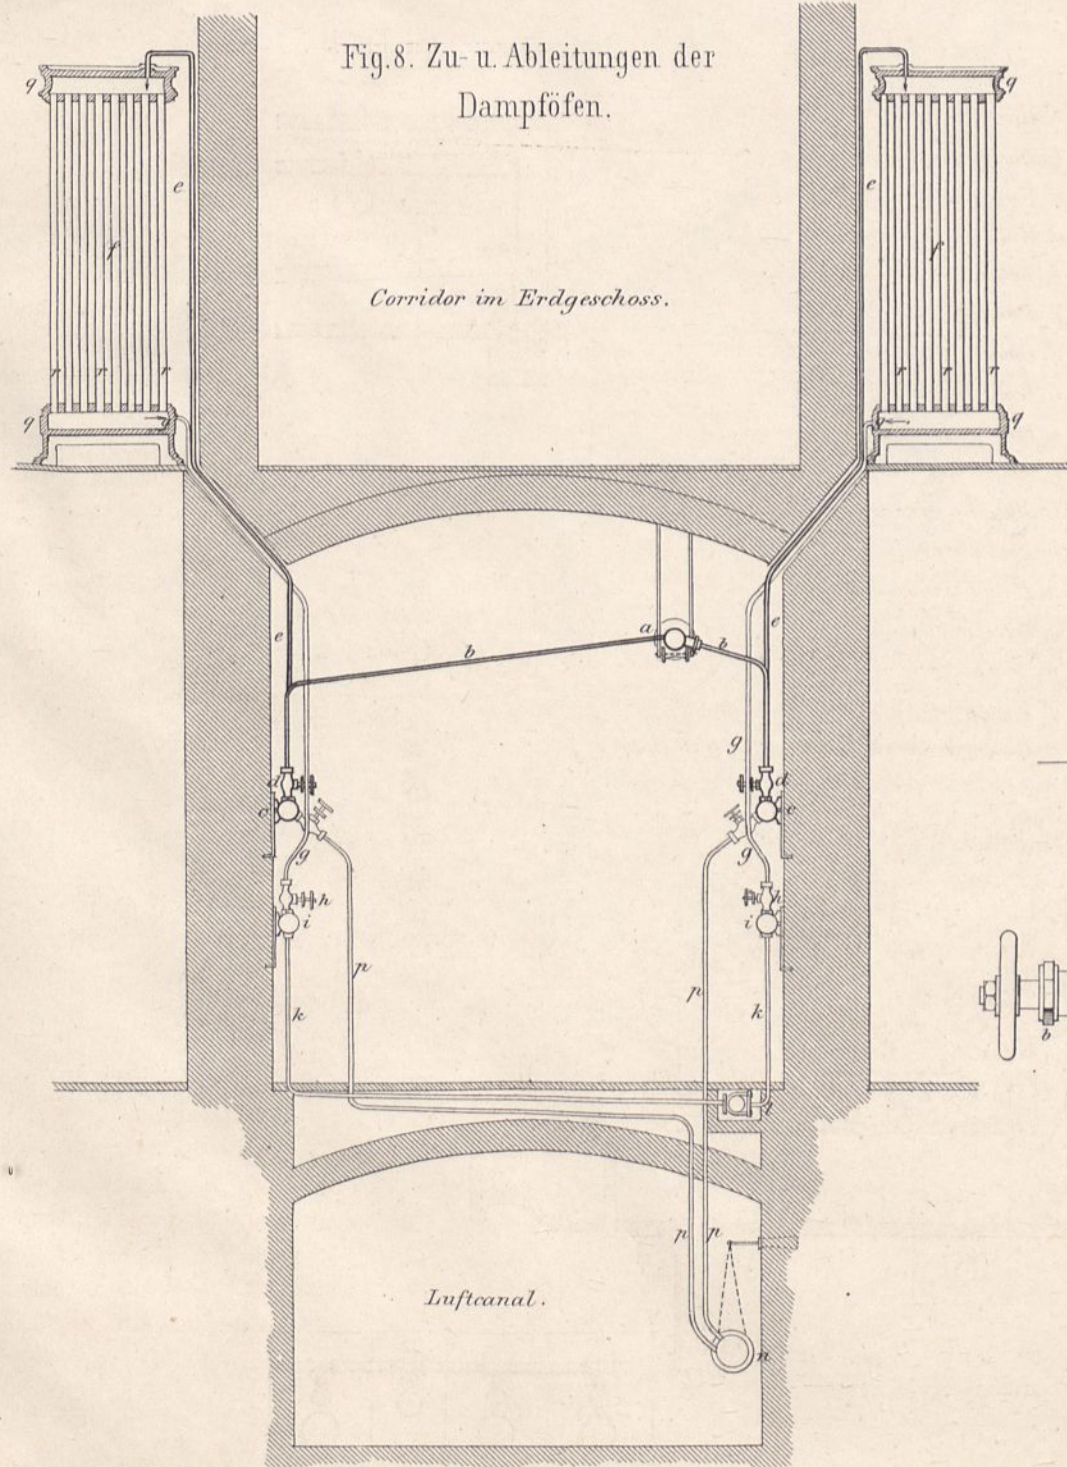 Fig. 8. Zu- u. Ableitungen der
Dampföfen.
q
q
e
e
f
f
Corridor im Erdgeschoss.
r r r
r r r
q
q
q
q
e
a
b
b
e
g
d
d
c
c
g
g
h
h
i
i
p
p
k
k
b
p
p
Luftcanal.
n